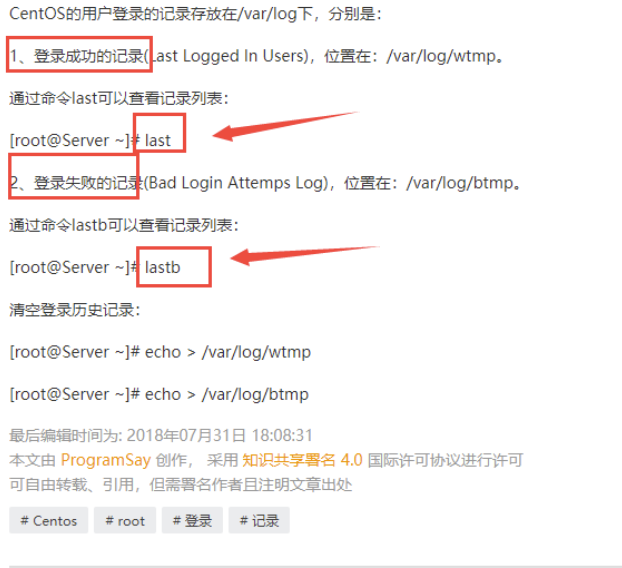 CentOS的用户登录的记录存放在/var/log下，分别是：
1、登录成功的记录(Last Logged In Users)，位置在：/var/log/wtmp。
通过命令last可以查看记录列表：
[root@Server ~]# last
2、登录失败的记录(Bad Login Attemps Log)，位置在：/var/log/btmp。
通过命令lastb可以查看记录列表：
[root@Server ~]# lastb
清空登录历史记录：
[root@Server ~]# echo > /var/log/wtmp
[root@Server ~]# echo > /var/log/btmp
最后编辑时间为: 2018年07月31日 18:08:31
本文由 ProgramSay 创作， 采用 知识共享署名 4.0 国际许可协议进行许可
可自由转载、引用，但需署名作者且注明文章出处
# Centos # root # 登录 # 记录